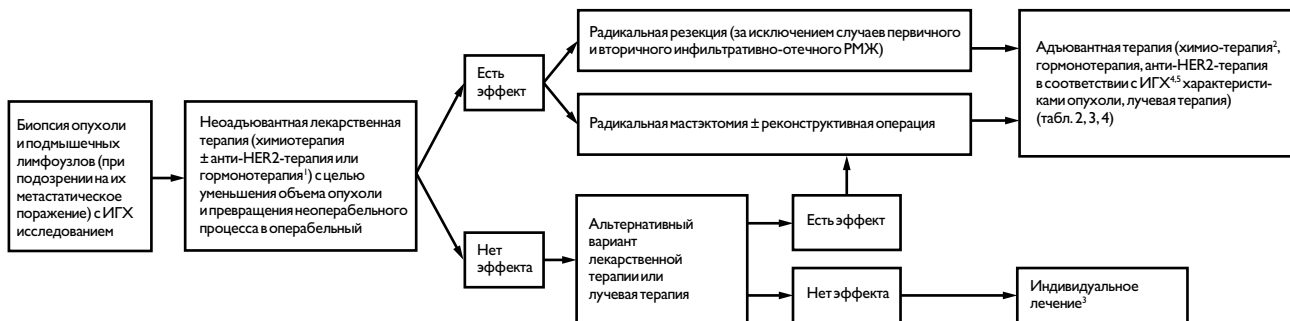 Биопсия опухоли
и подмышечных
лимфоузлов (при
подозрении на их
метастатическое
поражение) с ИГХ
исследованием
Неоадъювантная лекарственная
терапия (химиотерапия
± анти-HER2-терапия или
гормонотерапия¹) с целью
уменьшения объема опухоли
и превращения неоперабельного
процесса в операбельный
Есть
эффект
Радикальная резекция (за исключением случаев первичного
и вторичного инфильтративно-отечного РМЖ)
Радикальная мастэктомия ± реконструктивная операция
Адъювантная терапия (химио-терапия²,
гормонотерапия, анти-HER2-терапия
в соответствии с ИГХ⁴,⁵ характеристи-
ками опухоли, лучевая терапия)
(табл. 2, 3, 4)
Нет
эффекта
Альтернативный
вариант
лекарственной
терапии или
лучевая терапия
Есть эффект
Нет эффекта
Индивидуальное
лечение³